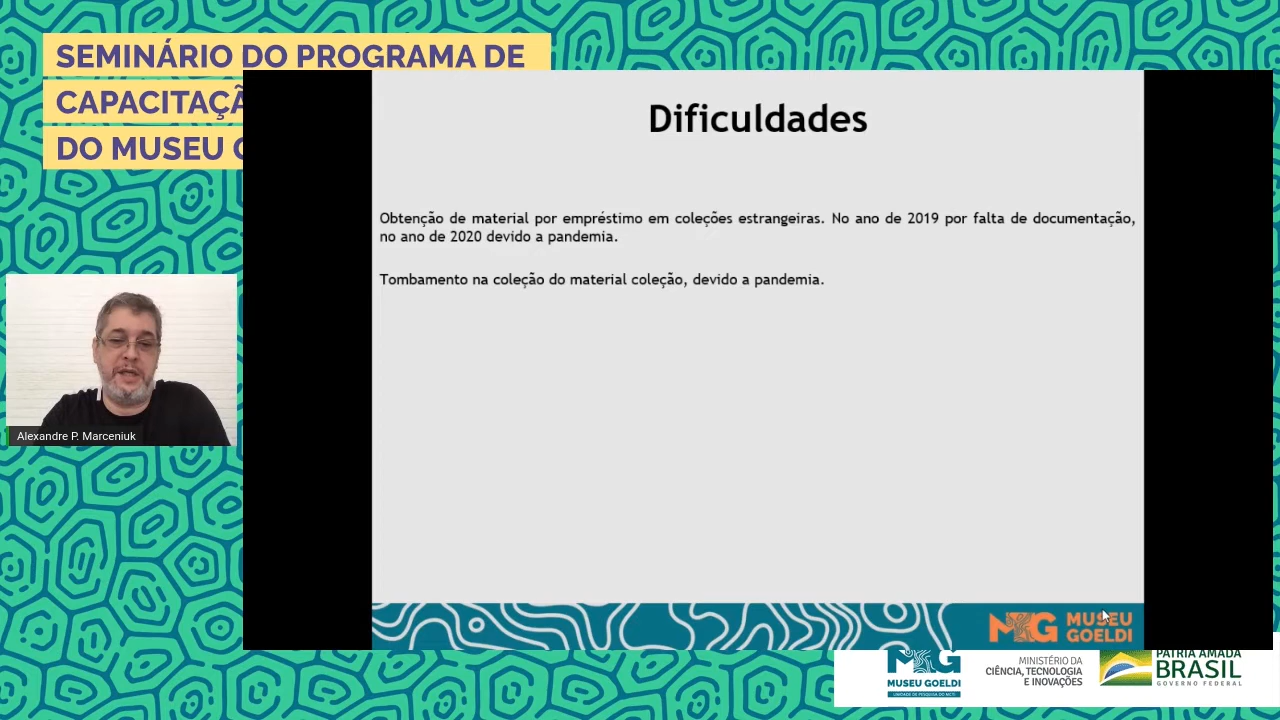 SEMINÁRIO DO PROGRAMA DE
CAPACITAÇÃ
DO MUSEU G
Dificuldades
Obtenção de material por empréstimo em coleções estrangeiras. No ano de 2019 por falta de documentação,
no ano de 2020 devido a pandemia.
Tombamento na coleção do material coleção, devido a pandemia.
Alexandre P. Marceniuk
MG MUSEU
GOELDI
MG
MUSEU GOELDI
UNIDADE DE PESQUISA DO MCTI
MINISTÉRIO DA
CIÊNCIA, TECNOLOGIA
E INOVAÇÕES
PÁTRIA AMADA
BRASIL
GOVERNO FEDERAL